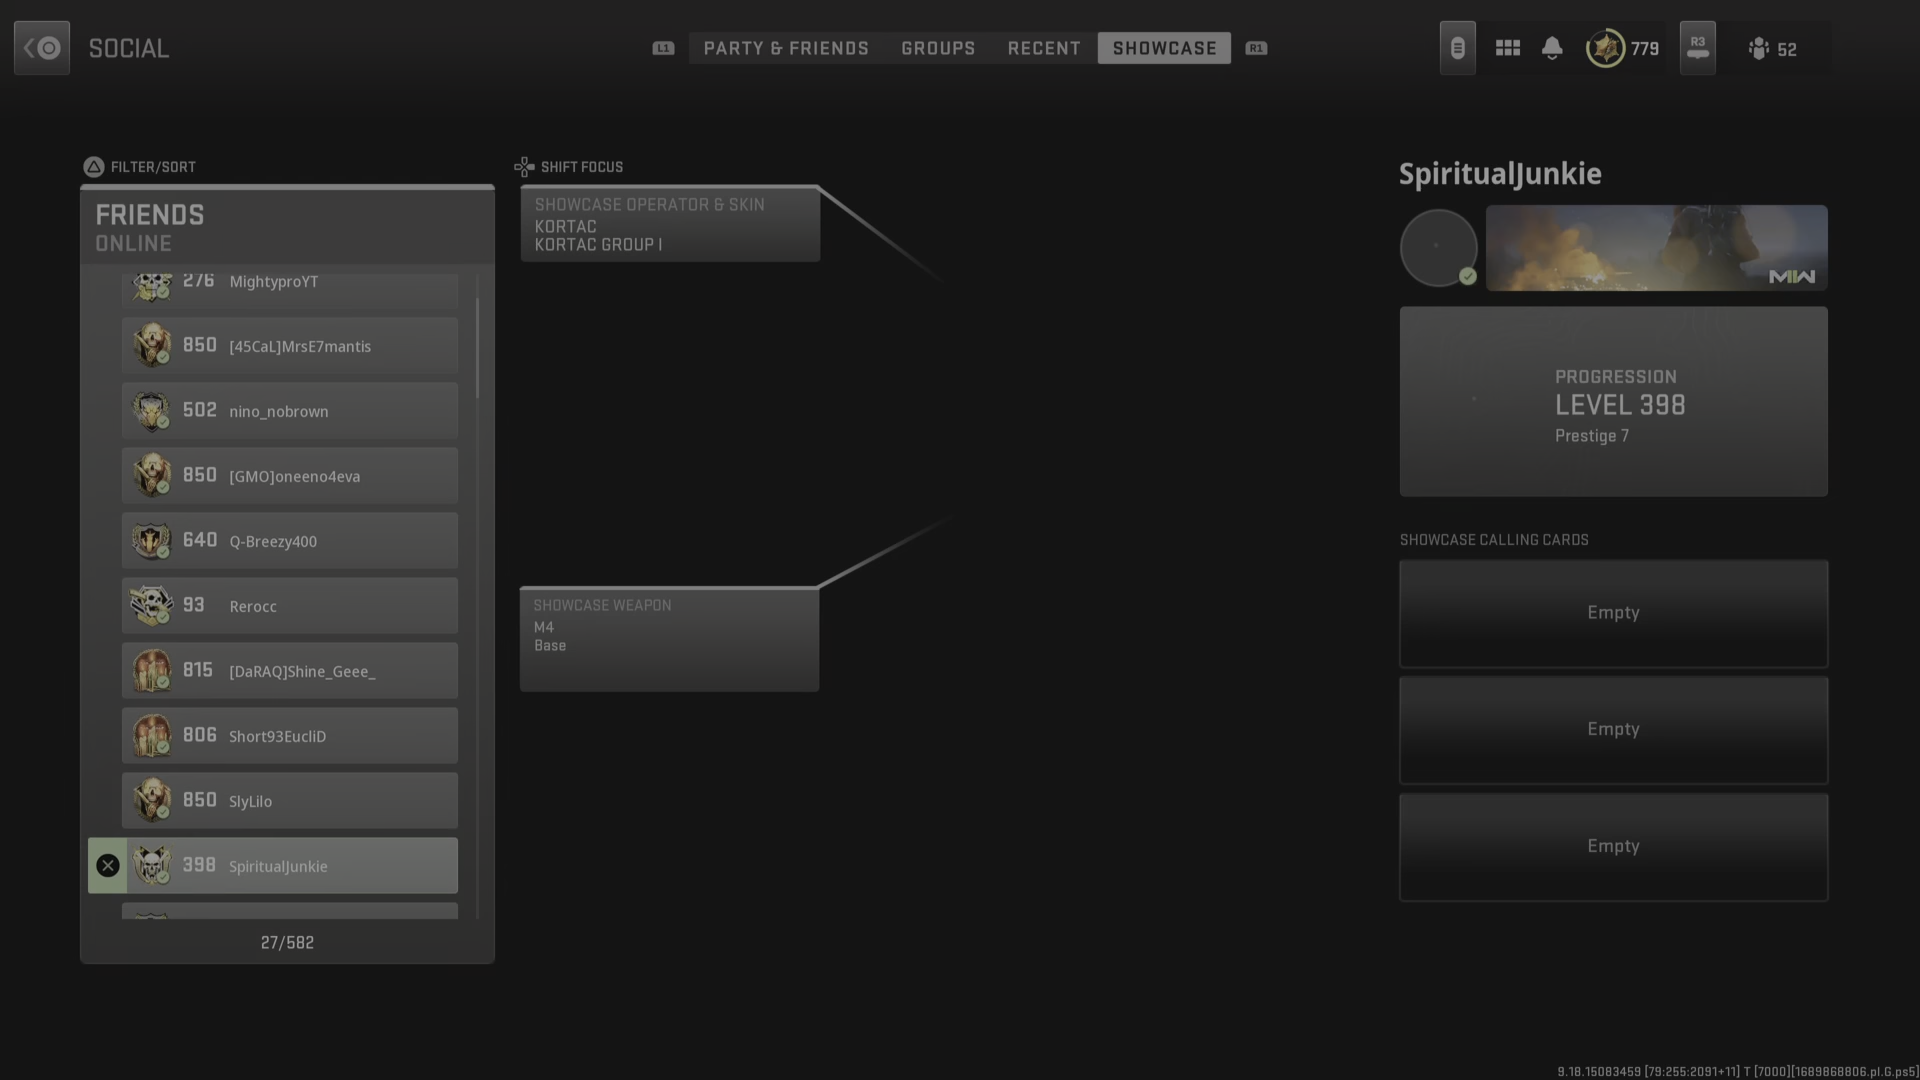 SOCIAL
L1
PARTY & FRIENDS
GROUPS
RECENT
SHOWCASE
R1
779
R3
52
FILTER/SORT
FRIENDS
ONLINE
276 MightyproYT
850 [45CaL]MrsE7mantis
502 nino_nobrown
850 [GMO]oneeno4eva
640 Q-Breezy400
93 Rerocc
815 [DaRAQ]Shine_Geee_
806 Short93EucliD
850 SlyLilo
398 SpiritualJunkie
27/582
SHIFT FOCUS
SHOWCASE OPERATOR & SKIN
KORTAC
KORTAC GROUP I
SHOWCASE WEAPON
M4
Base
SpiritualJunkie
MW
PROGRESSION
LEVEL 398
Prestige 7
SHOWCASE CALLING CARDS
Empty
Empty
Empty
9.18.15083459 [79:255:2091+11] T [7000][1689868806.pl.G.ps5]